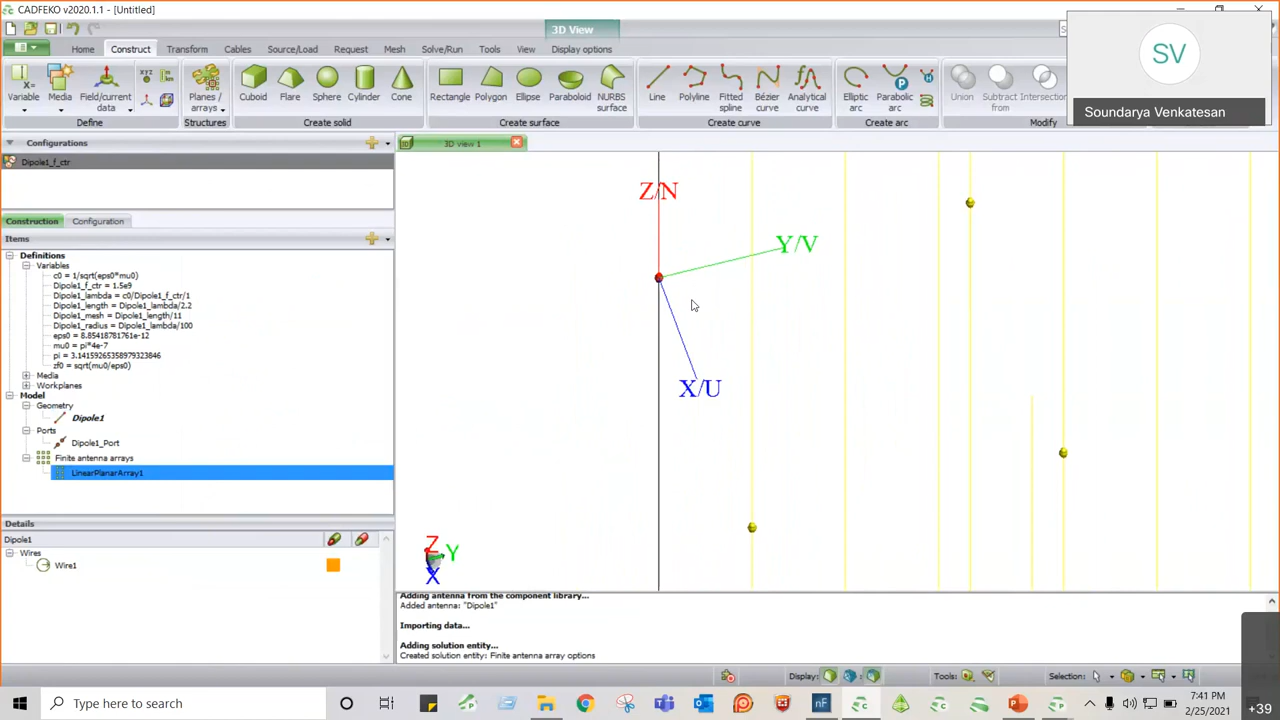 CADFEKO v2020.1.1 - [Untitled]
3D View
Home Construct Transform Cables Source/Load Request Mesh Solve/Run Tools View Display options
Variable Media Field/current data Planes / arrays Cuboid Flare Sphere Cylinder Cone Rectangle Polygon Ellipse Paraboloid NURBS surface Line Polyline Fitted spline Bézier curve Analytical curve Elliptic arc Parabolic arc Union Subtract from Intersection
Define Structures Create solid Create surface Create curve Create arc Modify
SV
Soundarya Venkatesan
Configurations
Dipole1_f_ctr
3D view 1
Construction Configuration
Items
Definitions
Variables
c0 = 1/sqrt(eps0*mu0)
Dipole1_f_ctr = 1.5e9
Dipole1_lambda = c0/Dipole1_f_ctr/1
Dipole1_length = Dipole1_lambda/2.2
Dipole1_mesh = Dipole1_length/11
Dipole1_radius = Dipole1_lambda/100
eps0 = 8.85418781761e-12
mu0 = pi*4e-7
pi = 3.14159265358979323846
zf0 = sqrt(mu0/eps0)
Media
Workplanes
Model
Geometry
Dipole1
Ports
Dipole1_Port
Finite antenna arrays
LinearPlanarArray1
Details
Dipole1
Wires
Wire1
Z/N
Y/V
X/U
Z
Y
X
Adding antenna from the component library...
Added antenna: "Dipole1"
Importing data...
Adding solution entity...
Created solution entity: Finite antenna array options
Display: Tools: Selection:
Type here to search
7:41 PM
2/25/2021
+39